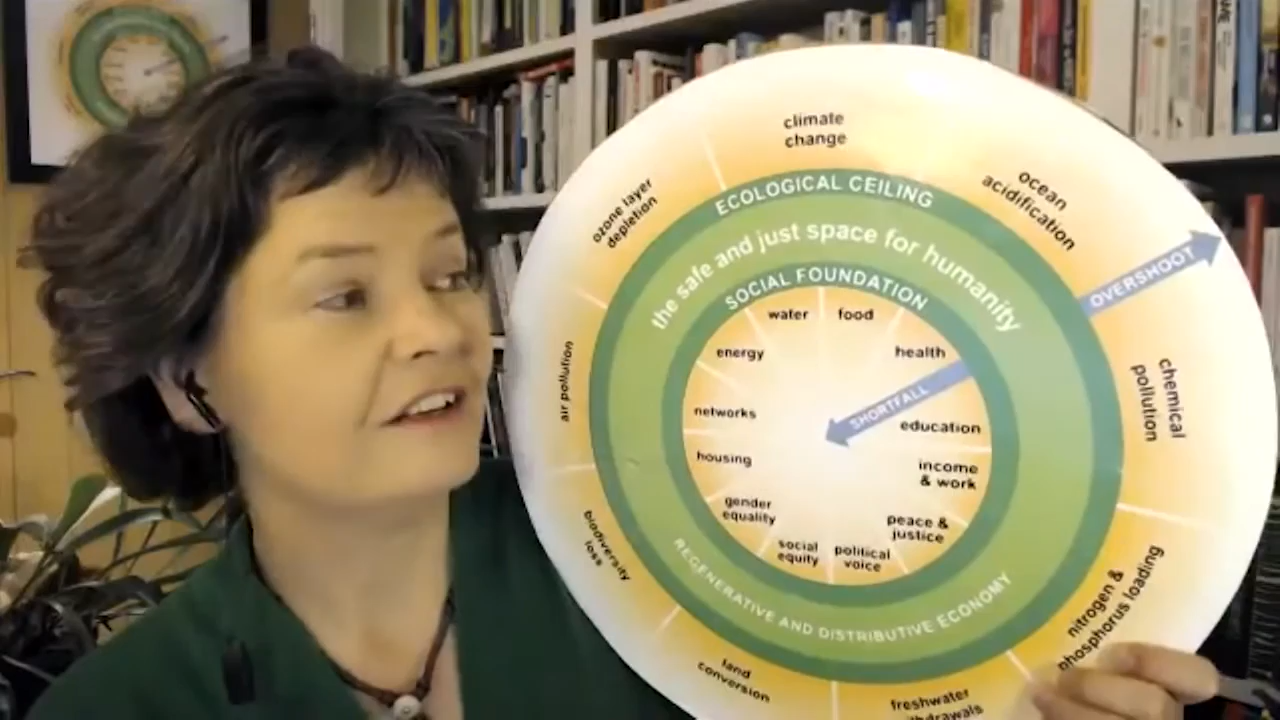 climate
change
ocean
acidification
OVERSHOOT
chemical
pollution
nitrogen &
phosphorus loading
freshwater
land
conversion
biodiversity
loss
air pollution
ozone layer
depletion
ECOLOGICAL CEILING
the safe and just space for humanity
SOCIAL FOUNDATION
water
food
health
SHORTFALL
education
income
& work
peace &
justice
political
voice
social
equity
gender
equality
housing
networks
energy
REGENERATIVE AND DISTRIBUTIVE ECONOMY